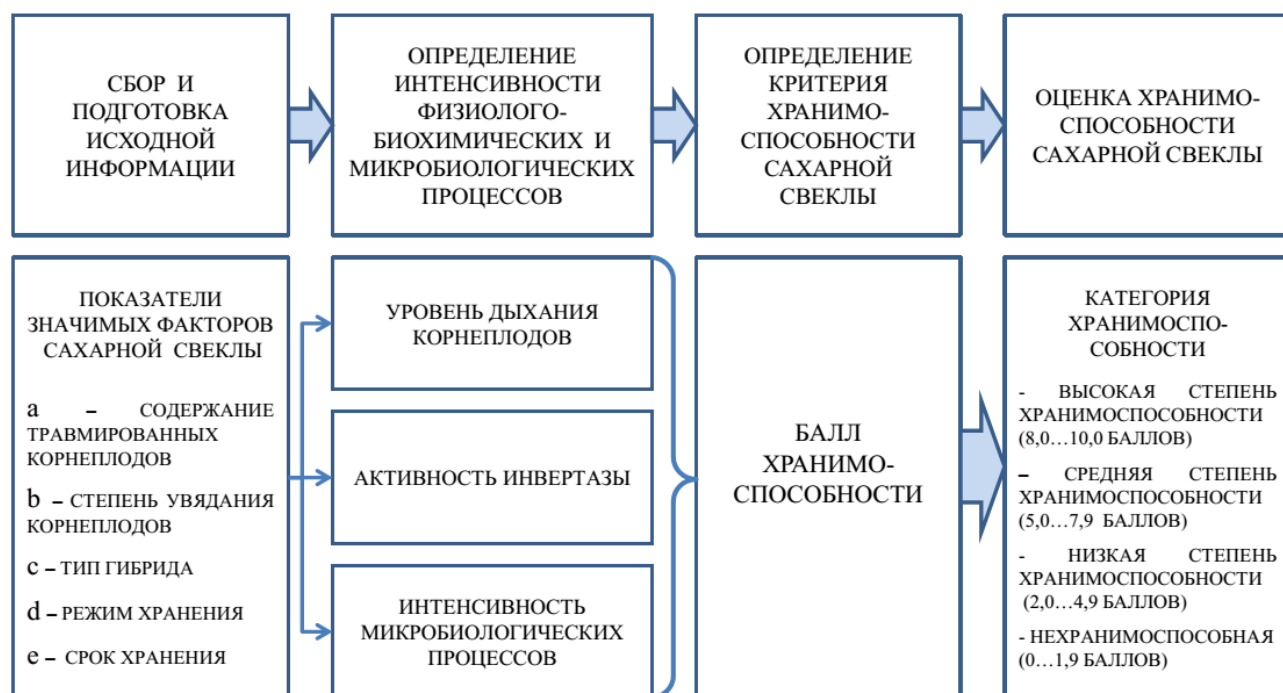 СБОР И
ПОДГОТОВКА
ИСХОДНОЙ
ИНФОРМАЦИИ
ОПРЕДЕЛЕНИЕ
ИНТЕНСИВНОСТИ
ФИЗИОЛОГО-
БИОХИМИЧЕСКИХ И
МИКРОБИОЛОГИЧЕСКИХ
ПРОЦЕССОВ
ОПРЕДЕЛЕНИЕ
КРИТЕРИЯ
ХРАНИМО-
СПОСОБНОСТИ
САХАРНОЙ
СВЕКЛЫ
ОЦЕНКА ХРАНИМО-
СПОСОБНОСТИ
САХАРНОЙ СВЕКЛЫ
ПОКАЗАТЕЛИ
ЗНАЧИМЫХ ФАКТОРОВ
САХАРНОЙ СВЕКЛЫ
a – СОДЕРЖАНИЕ
ТРАВМИРОВАННЫХ
КОРНЕПЛОДОВ
b – СТЕПЕНЬ УВЯДАНИЯ
КОРНЕПЛОДОВ
c – ТИП ГИБРИДА
d – РЕЖИМ ХРАНЕНИЯ
e – СРОК ХРАНЕНИЯ
УРОВЕНЬ ДЫХАНИЯ
КОРНЕПЛОДОВ
АКТИВНОСТЬ ИНВЕРТАЗЫ
ИНТЕНСИВНОСТЬ
МИКРОБИОЛОГИЧЕСКИХ
ПРОЦЕССОВ
БАЛЛ
ХРАНИМО-
СПОСОБНОСТИ
КАТЕГОРИЯ
ХРАНИМОСПО-
СОБНОСТИ
- ВЫСОКАЯ СТЕПЕНЬ
ХРАНИМОСПОСОБНОСТИ
(8,0…10,0 БАЛЛОВ)
– СРЕДНЯЯ СТЕПЕНЬ
ХРАНИМОСПОСОБНОСТИ
(5,0…7,9 БАЛЛОВ)
- НИЗКАЯ СТЕПЕНЬ
ХРАНИМОСПОСОБНОСТИ
(2,0…4,9 БАЛЛОВ)
- НЕХРАНИМОСПОСОБНАЯ
(0…1,9 БАЛЛОВ)